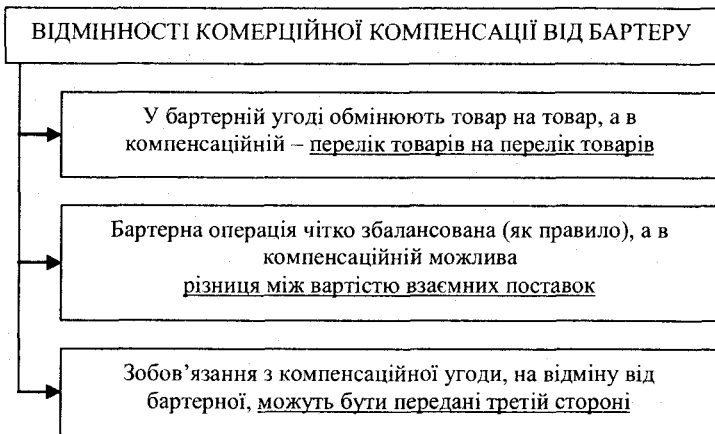 ВІДМІННОСТІ КОМЕРЦІЙНОЇ КОМПЕНСАЦІЇ ВІД БАРТЕРУ
У бартерній угоді обмінюють товар на товар, а в
компенсаційній – перелік товарів на перелік товарів
Бартерна операція чітко збалансована (як правило), а в
компенсаційній можлива
різниця між вартістю взаємних поставок
Зобов’язання з компенсаційної угоди, на відміну від
бартерної, можуть бути передані третій стороні